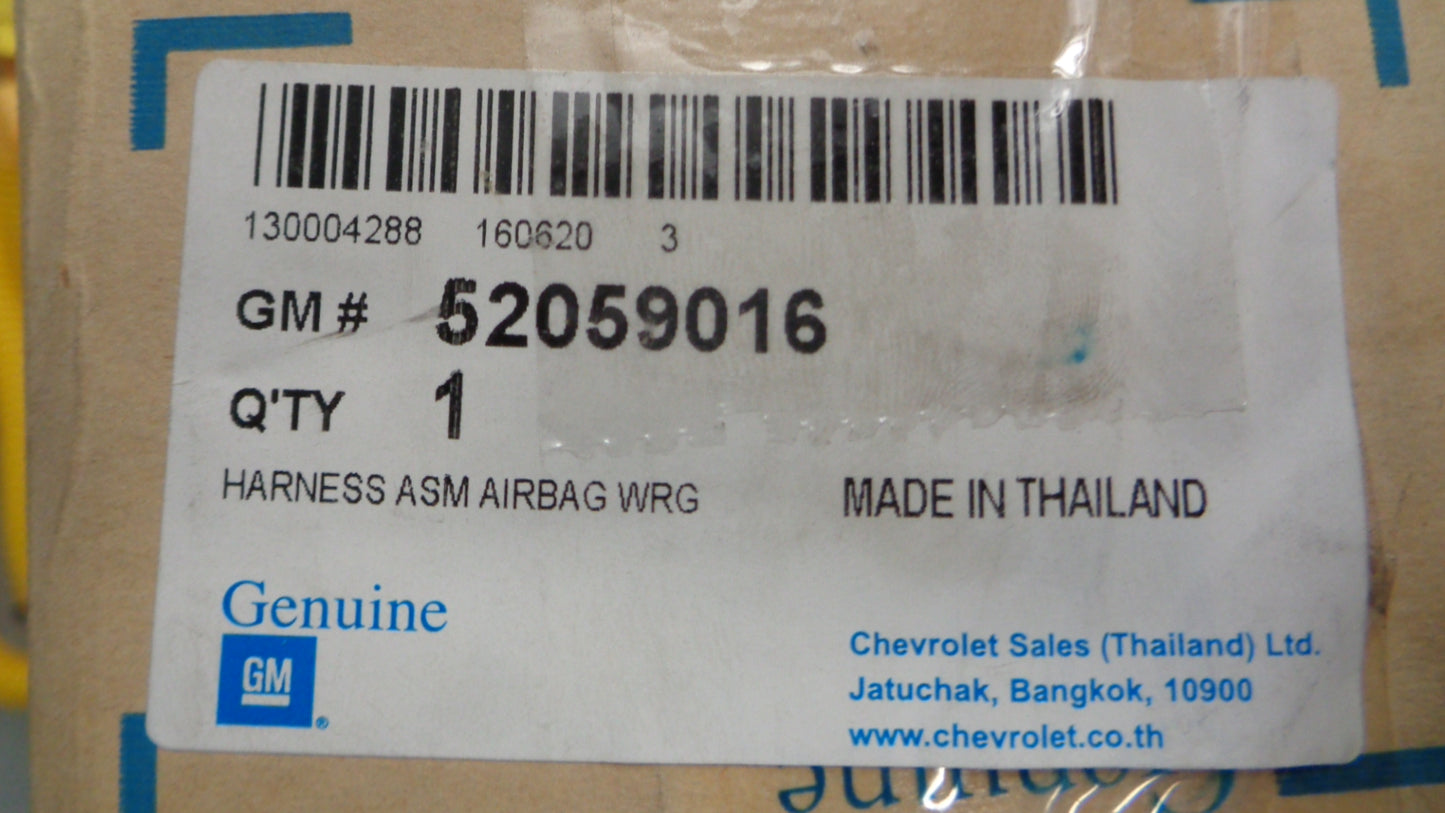 130004288 160620 3
GM # 52059016
Q'TY 1
HARNESS ASM AIRBAG WRG MADE IN THAILAND
Genuine
GM®
Chevrolet Sales (Thailand) Ltd.
Jatuchak, Bangkok, 10900
www.chevrolet.co.th
Genuine